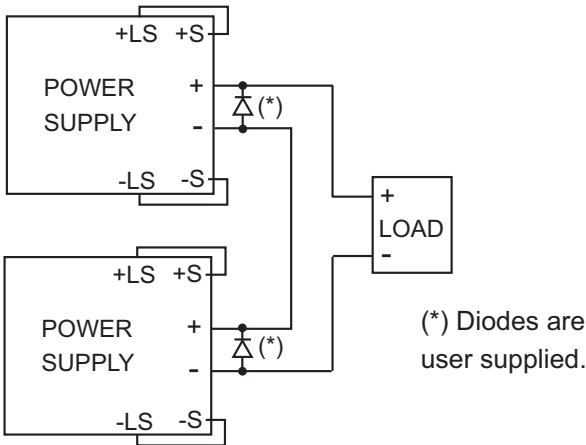 +LS +S
POWER
SUPPLY
+
-
(*)
-LS -S
+
LOAD
-
+LS +S
POWER
SUPPLY
+
-
(*)
-LS -S
(*) Diodes are
user supplied.